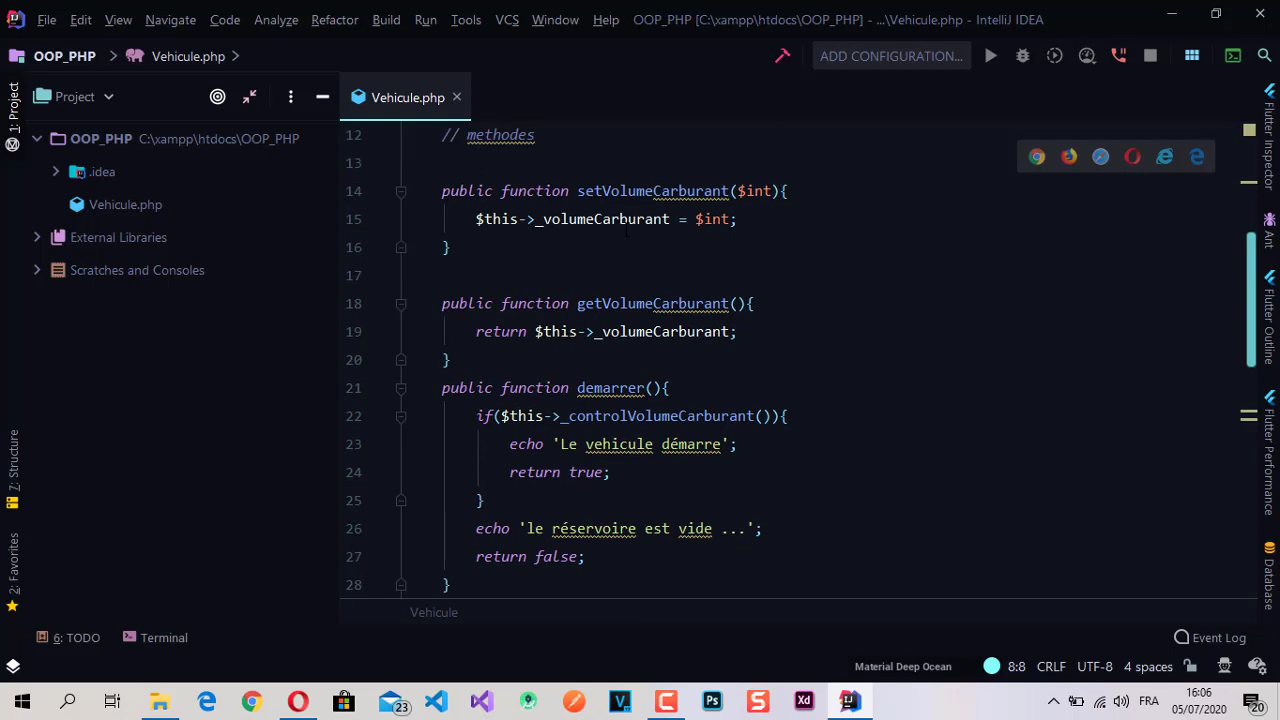 File Edit View Navigate Code Analyze Refactor Build Run Tools VCS Window Help OOP_PHP [C:\xampp\htdocs\OOP_PHP] - ...\Vehicule.php - IntelliJ IDEA
OOP_PHP Vehicule.php ADD CONFIGURATION...
1: Project
Project
Vehicule.php
OOP_PHP C:\xampp\htdocs\OOP_PHP
.idea
Vehicule.php
External Libraries
Scratches and Consoles
7: Structure
2: Favorites
12 // methodes
13
14 public function setVolumeCarburant($int){
15 $this->_volumeCarburant = $int;
16 }
17
18 public function getVolumeCarburant(){
19 return $this->_volumeCarburant;
20 }
21 public function demarrer(){
22 if($this->_controlVolumeCarburant()){
23 echo 'Le vehicule démarre';
24 return true;
25 }
26 echo 'le réservoire est vide ...';
27 return false;
28 }
Vehicule
Flutter Inspector
Ant
Flutter Outline
Flutter Performance
Database
6: TODO Terminal Event Log
Material Deep Ocean 8:8 CRLF UTF-8 4 spaces
23 Ps Xd FRA 16:06
05/07/2020 20